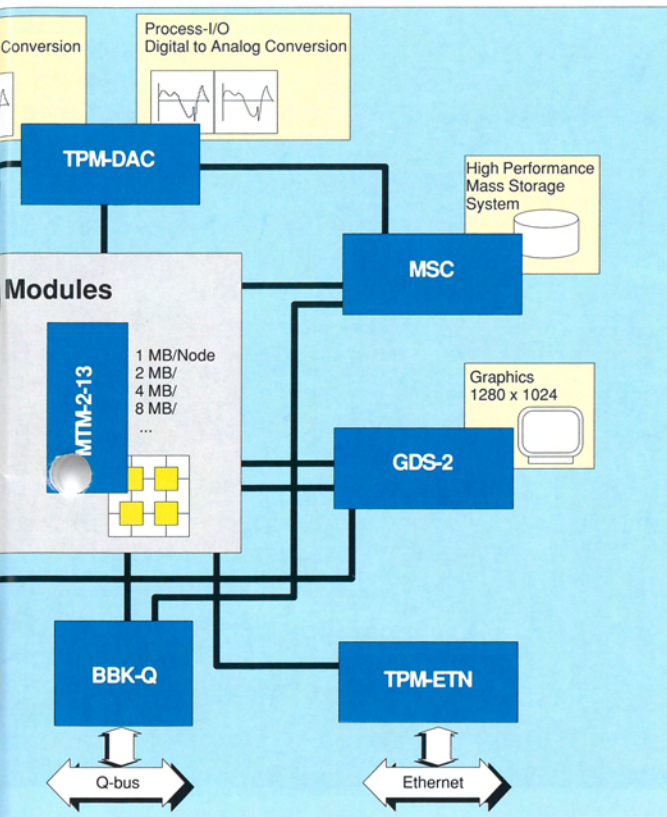 Conversion
Process-I/O
Digital to Analog Conversion
TPM-DAC
High Performance
Mass Storage
System
MSC
Modules
MTM-2-13
1 MB/Node
2 MB/
4 MB/
8 MB/
...
Graphics
1280 x 1024
GDS-2
BBK-Q
TPM-ETN
Q-bus
Ethernet